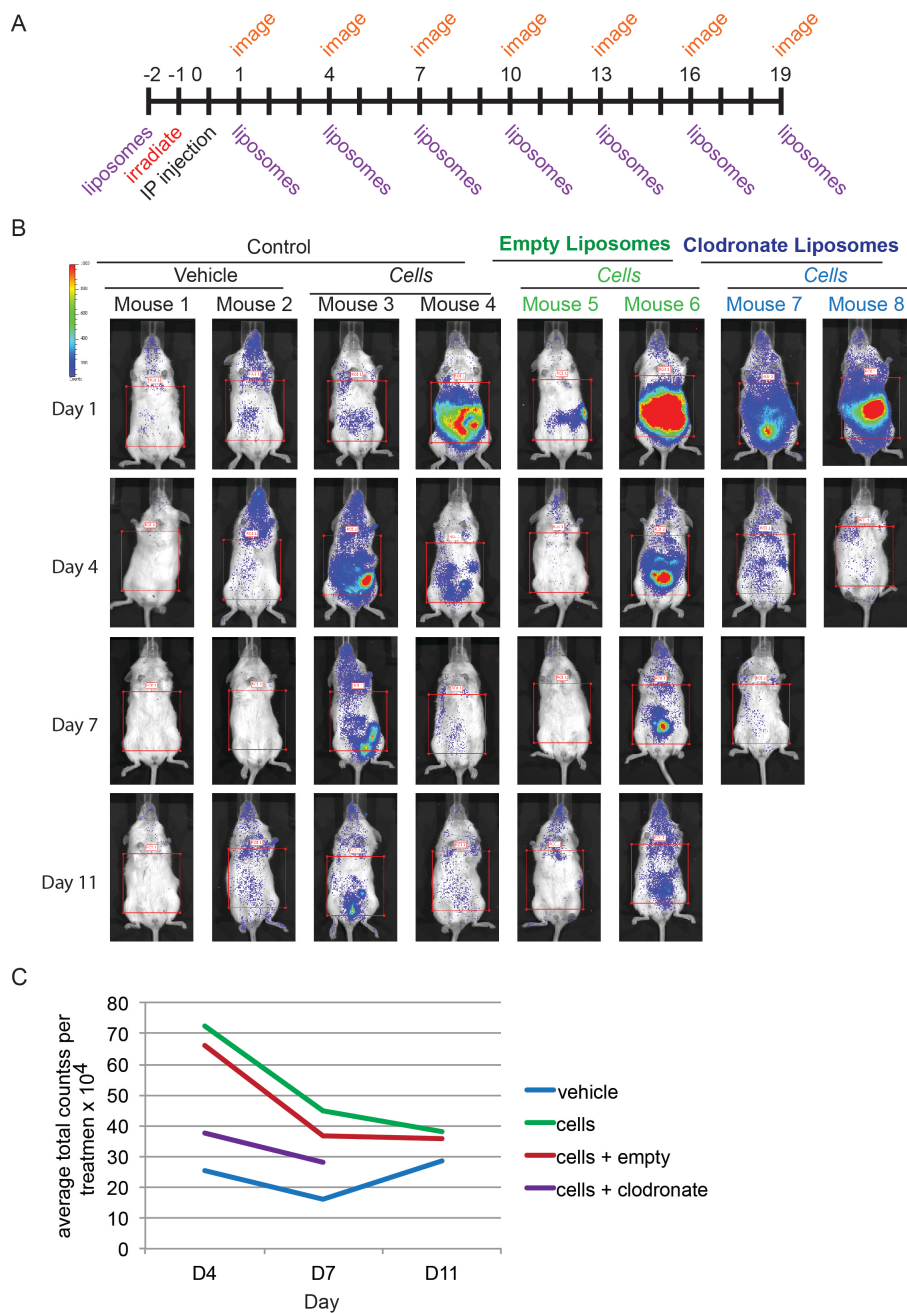 A
image image image image image image image
-2 -1 0 1 4 7 10 13 16 19
liposomes irradiate IP injection liposomes liposomes liposomes liposomes liposomes liposomes liposomes
B
Control Empty Liposomes Clodronate Liposomes
Vehicle Cells Cells Cells
Mouse 1 Mouse 2 Mouse 3 Mouse 4 Mouse 5 Mouse 6 Mouse 7 Mouse 8
Day 1
Day 4
Day 7
Day 11
C
average total countss per
treatmen x 10⁴
80
70
60
50
40
30
20
10
0
D4 D7 D11
Day
vehicle
cells
cells + empty
cells + clodronate